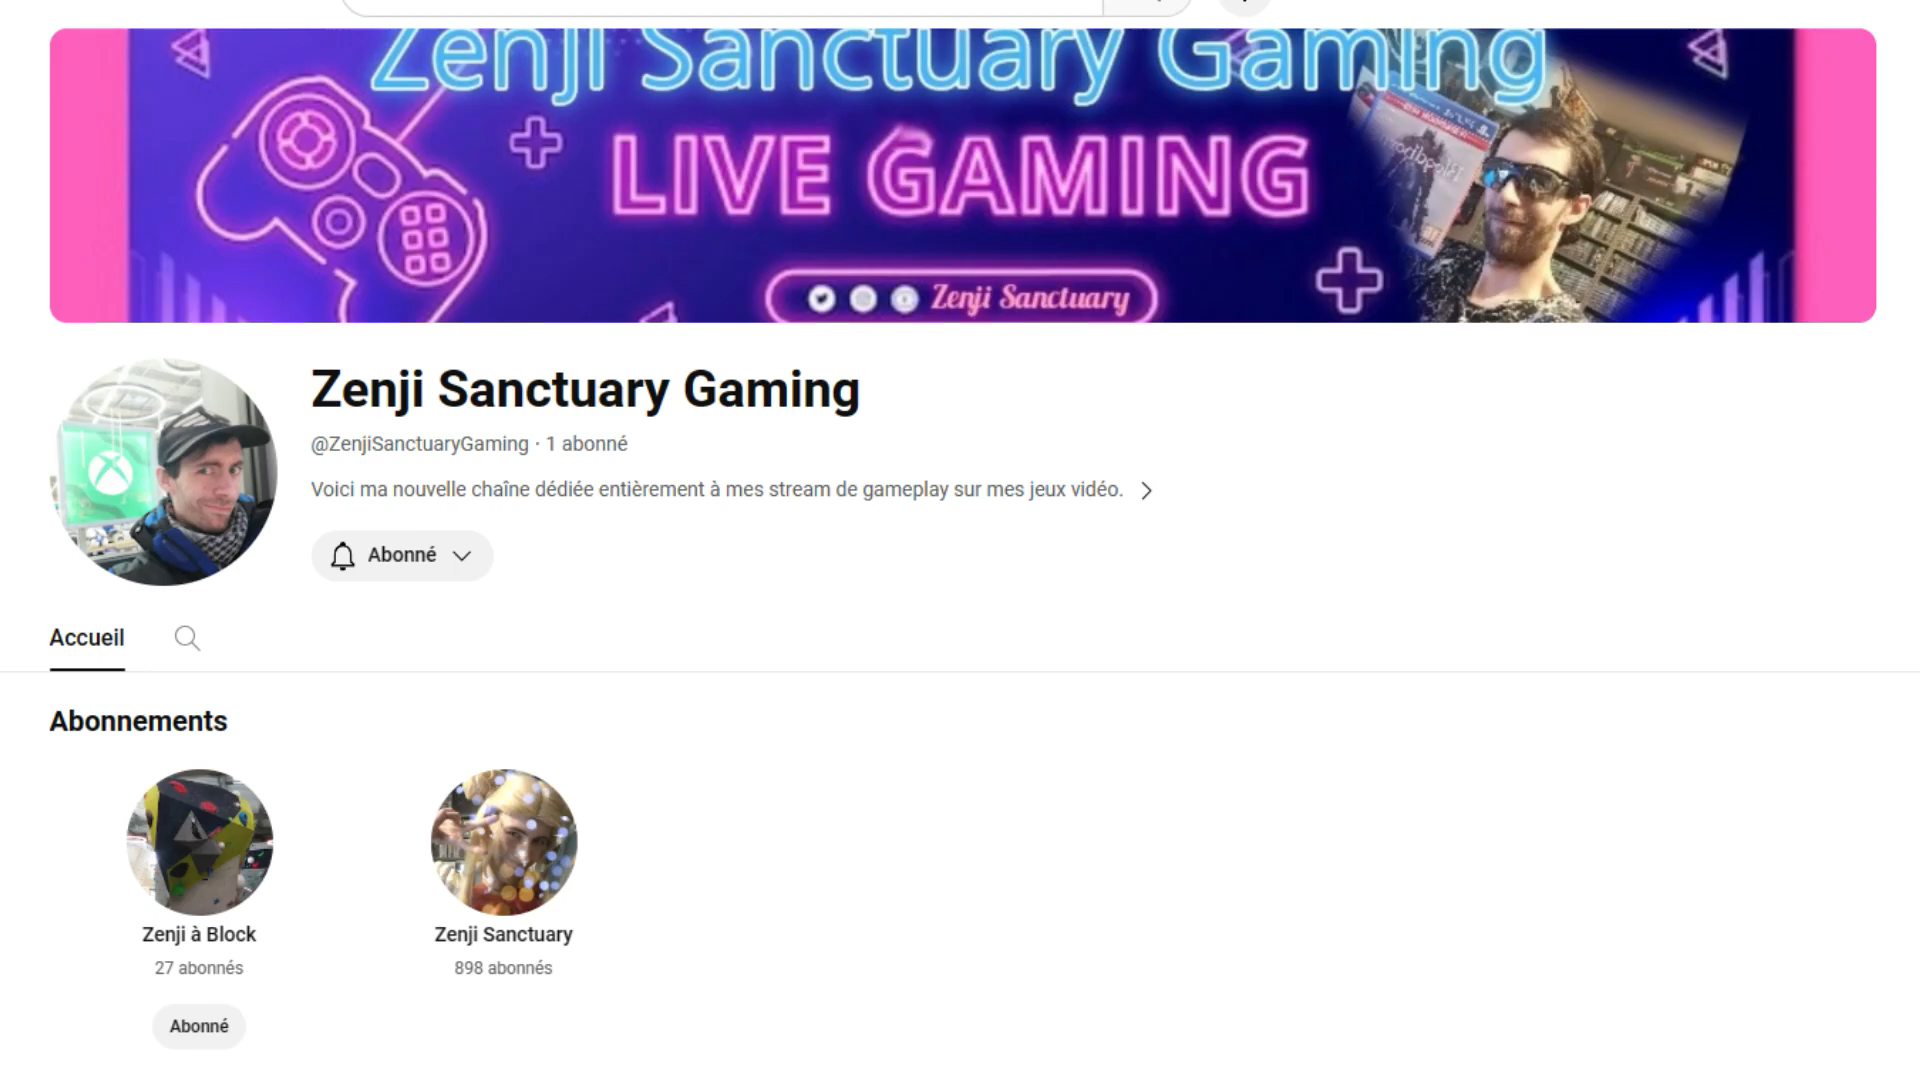 Zenji Sanctuary Gaming
LIVE GAMING
Zenji Sanctuary
Zenji Sanctuary Gaming
@ZenjiSanctuaryGaming · 1 abonné
Voici ma nouvelle chaîne dédiée entièrement à mes stream de gameplay sur mes jeux vidéo.
Abonné
Accueil
Abonnements
Zenji à Block
27 abonnés
Abonné
Zenji Sanctuary
898 abonnés